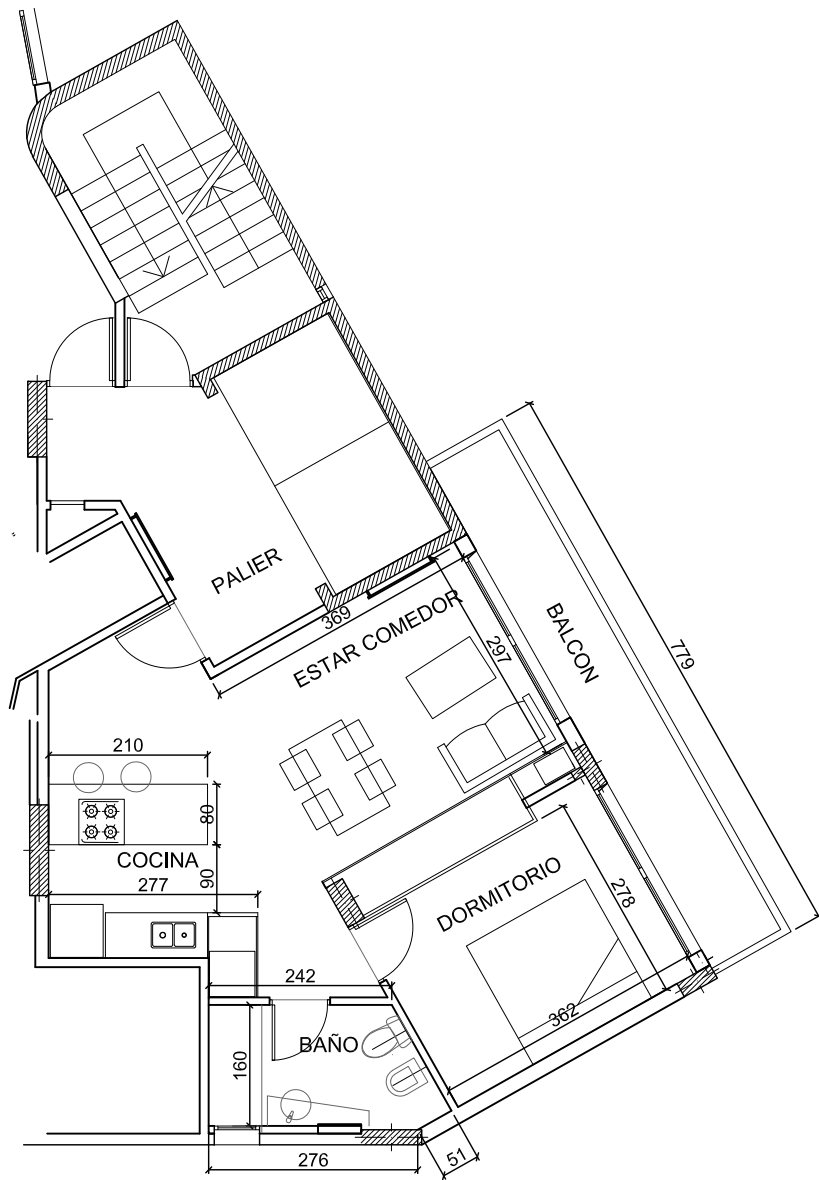 PALIER
369
ESTAR COMEDOR
297
BALCON
779
210
80
COCINA
90
277
DORMITORIO
278
242
362
BAÑO
160
276
51